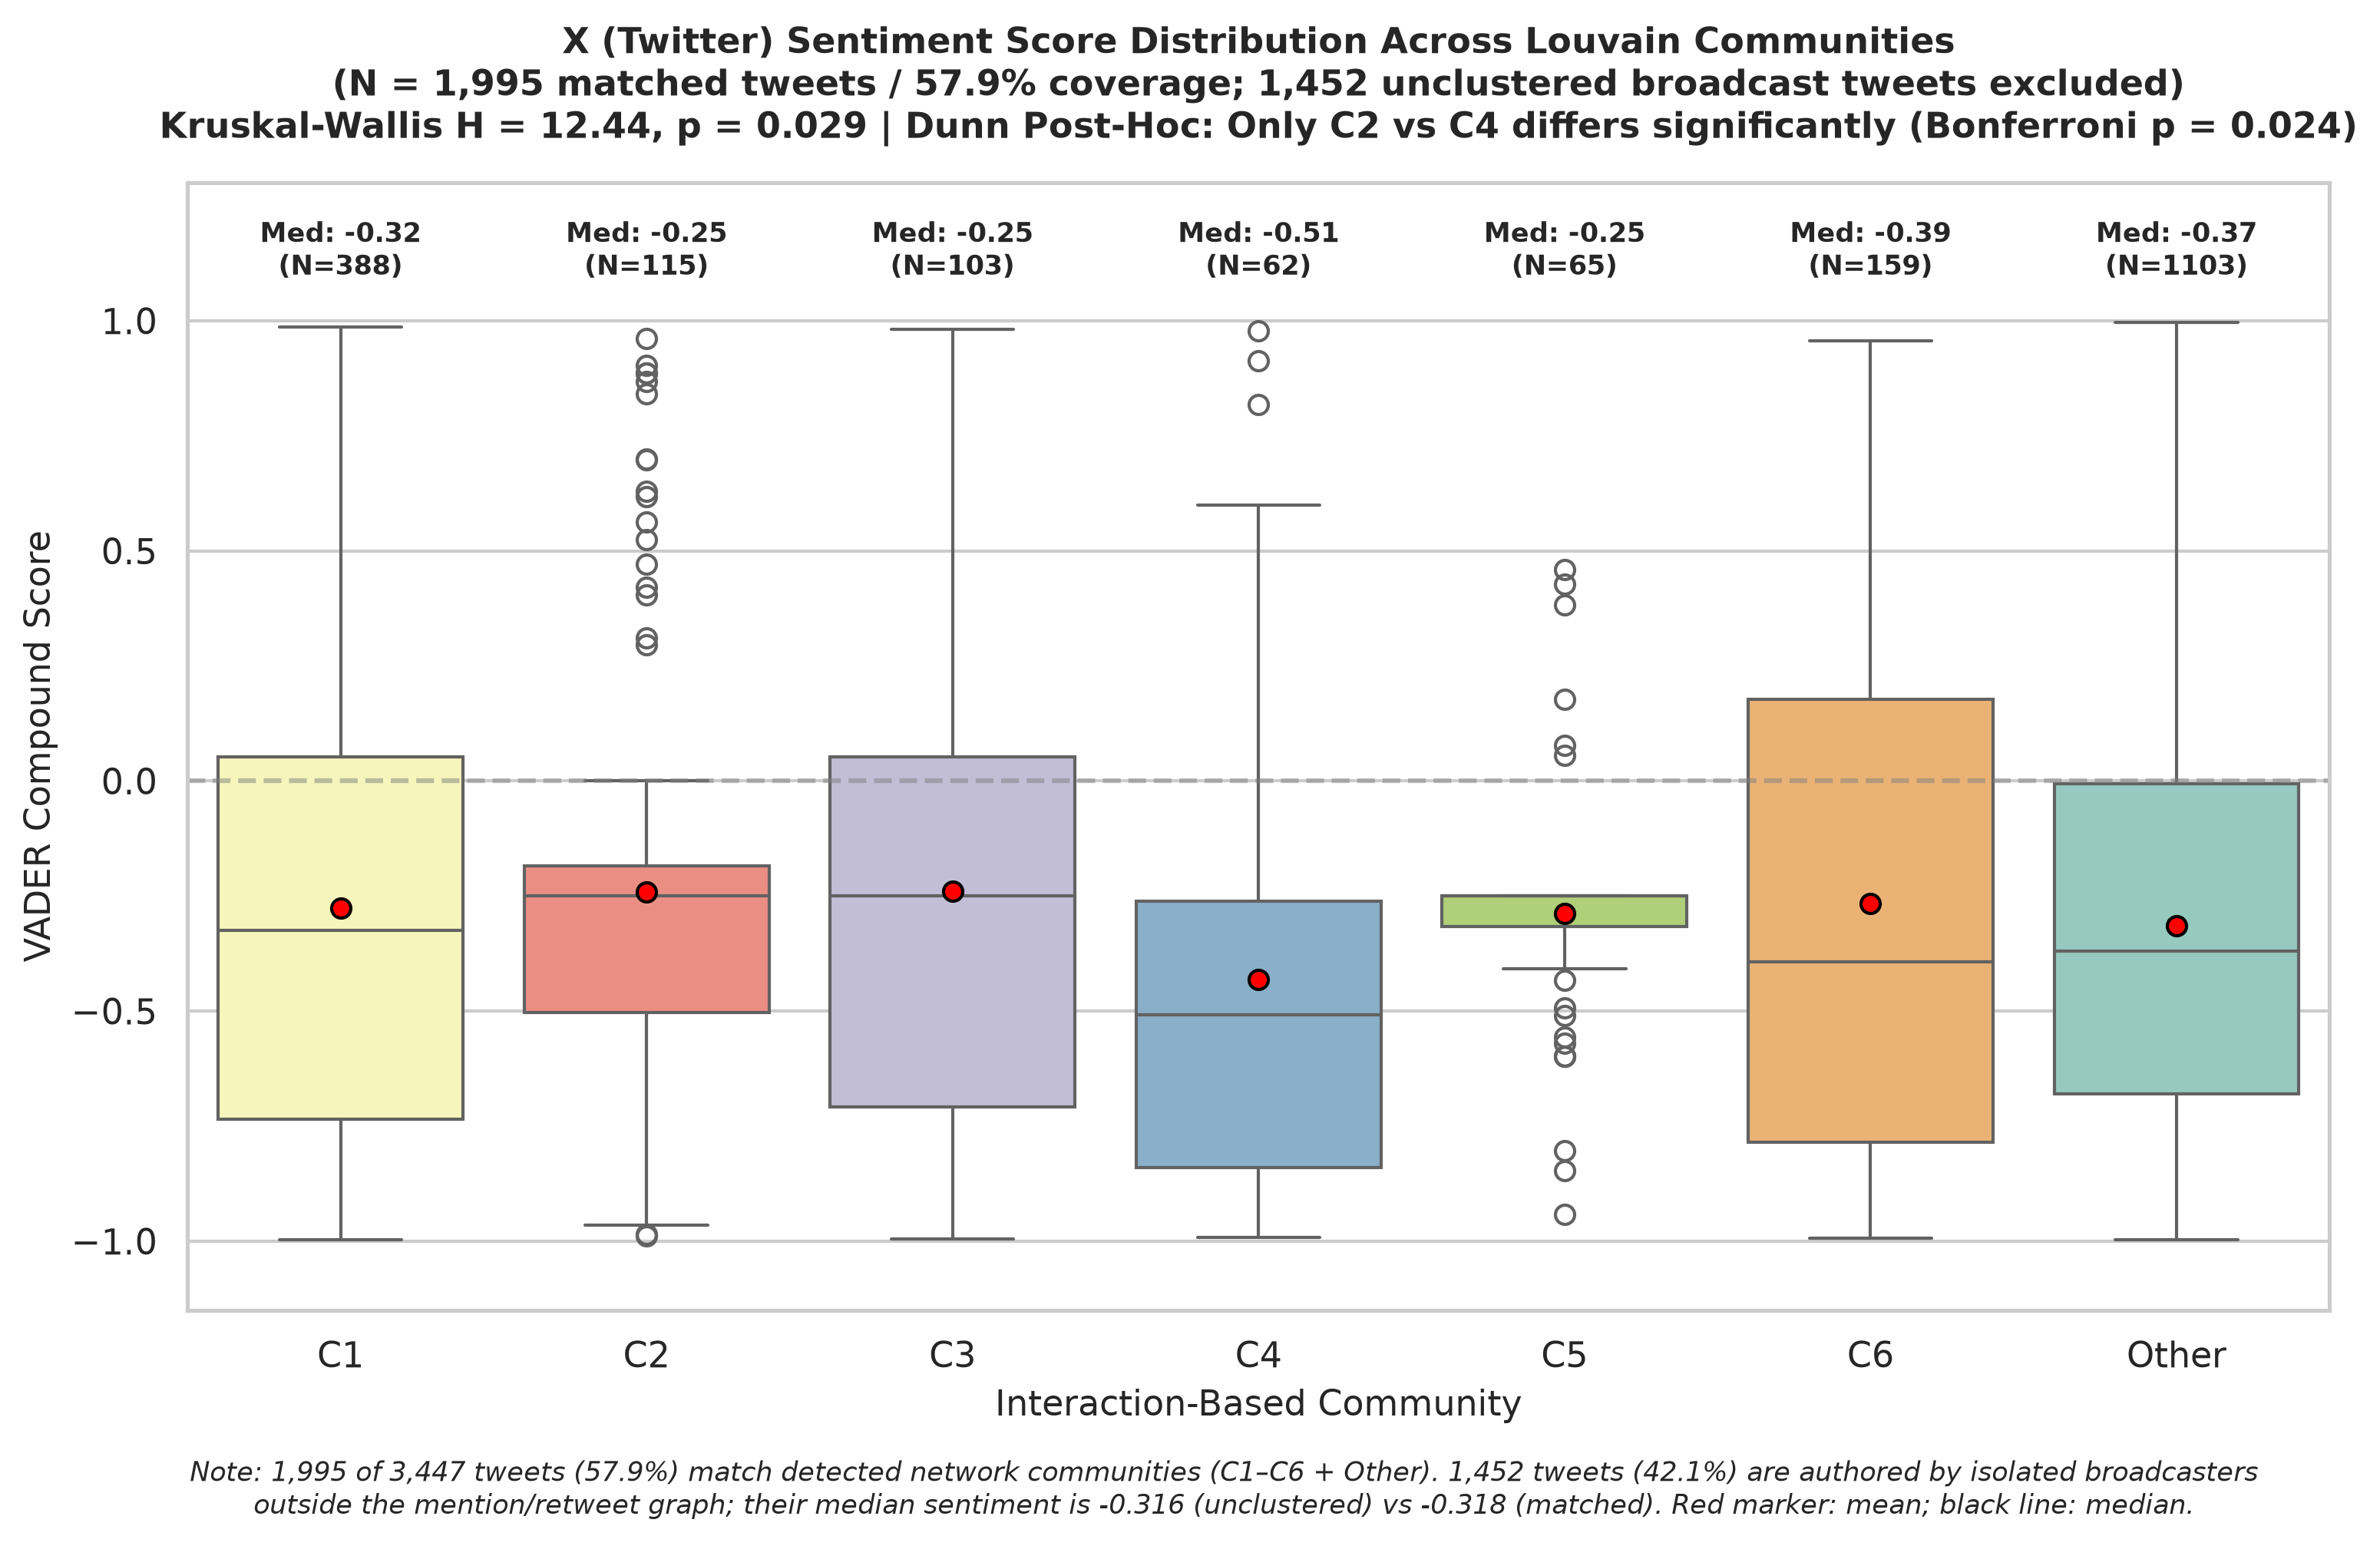 X (Twitter) Sentiment Score Distribution Across Louvain Communities
(N = 1,995 matched tweets / 57.9% coverage; 1,452 unclustered broadcast tweets excluded)
Kruskal-Wallis H = 12.44, p = 0.029 | Dunn Post-Hoc: Only C2 vs C4 differs significantly (Bonferroni p = 0.024)
Med: -0.32 Med: -0.25 Med: -0.25 Med: -0.51 Med: -0.25 Med: -0.39 Med: -0.37
(N=388) (N=115) (N=103) (N=62) (N=65) (N=159) (N=1103)
1.0
0.5
0.0
−0.5
−1.0
VADER Compound Score
C1 C2 C3 C4 C5 C6 Other
Interaction-Based Community
Note: 1,995 of 3,447 tweets (57.9%) match detected network communities (C1–C6 + Other). 1,452 tweets (42.1%) are authored by isolated broadcasters
outside the mention/retweet graph; their median sentiment is -0.316 (unclustered) vs -0.318 (matched). Red marker: mean; black line: median.